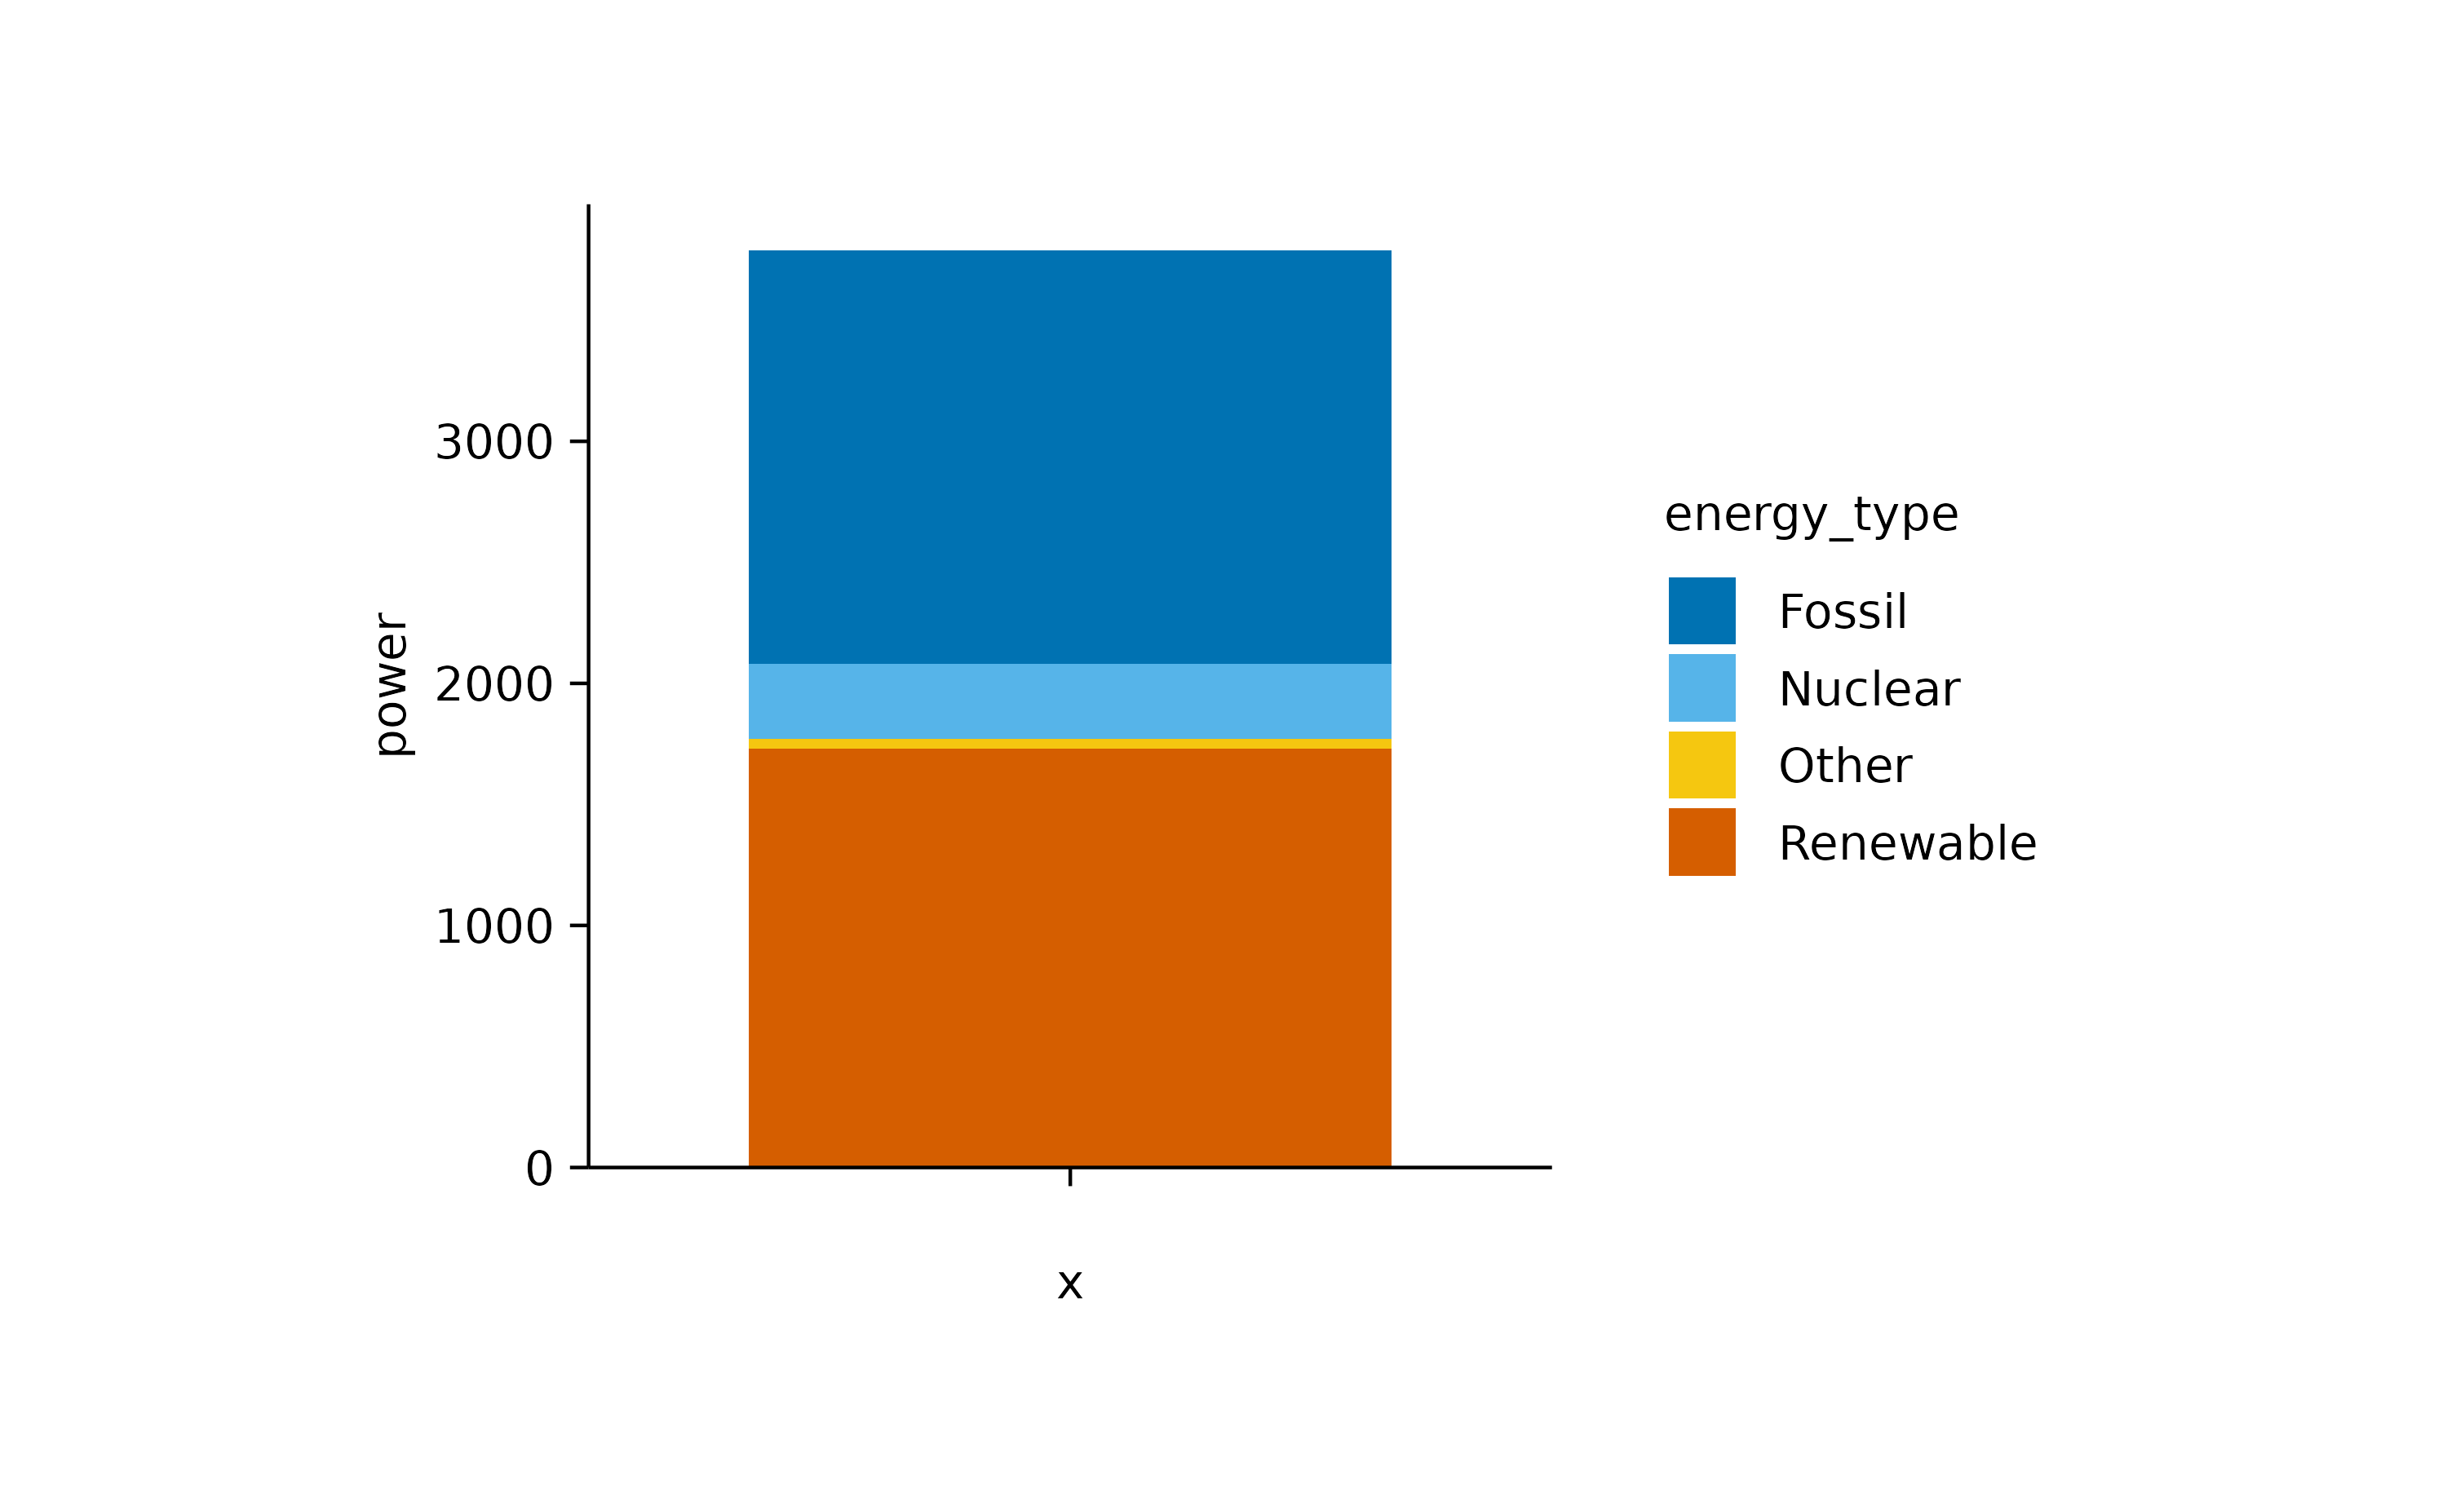 power
3000
2000
1000
0
x
energy_type
Fossil
Nuclear
Other
Renewable